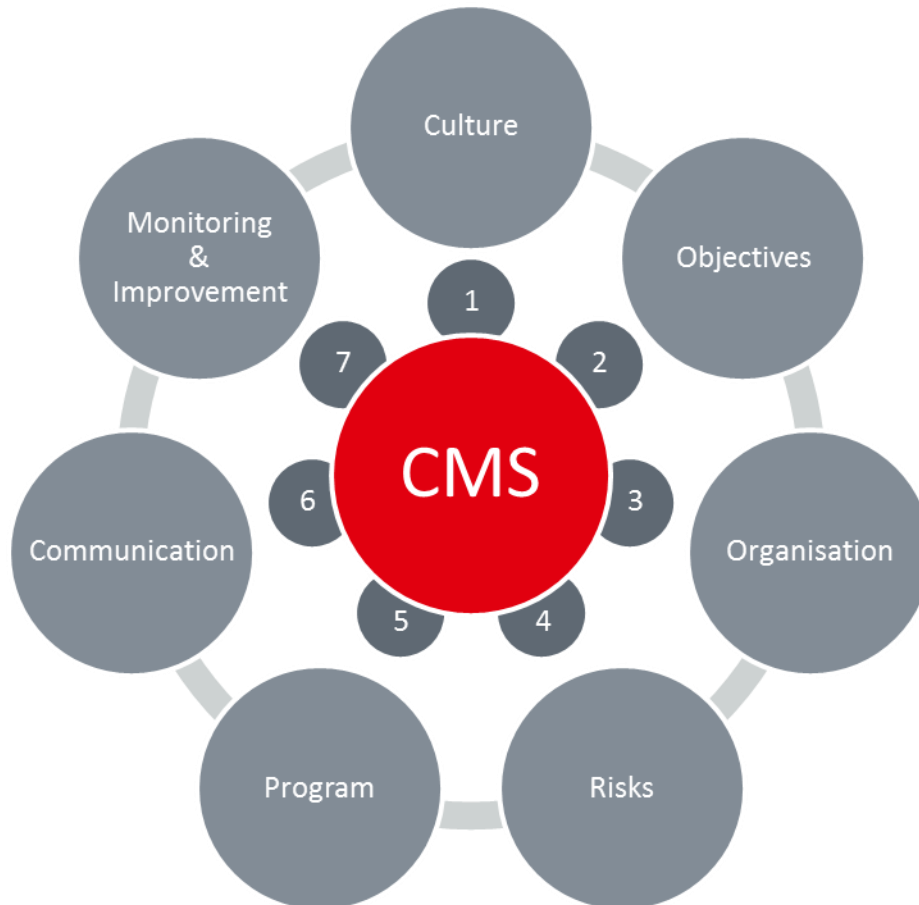 Culture
Objectives
Organisation
Risks
Program
Communication
Monitoring
&
Improvement
1
2
3
4
5
6
7
CMS